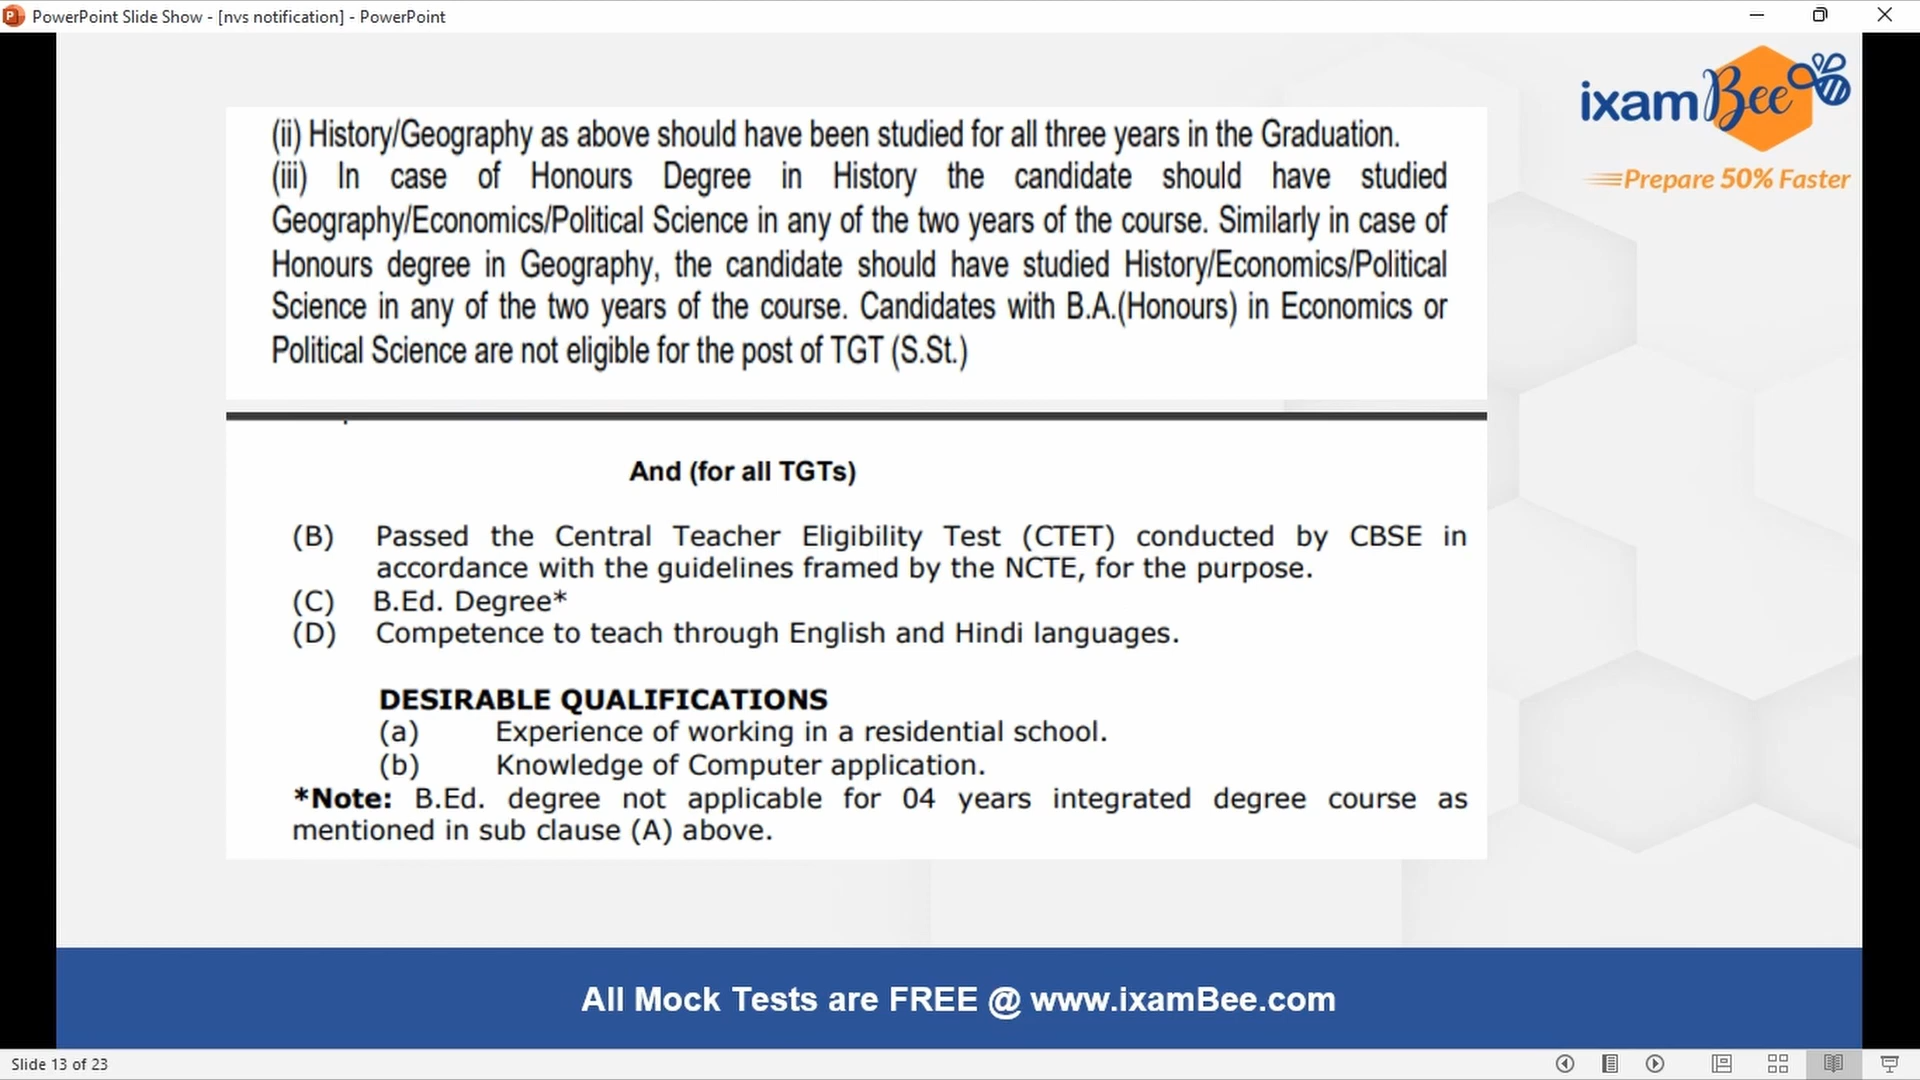 PowerPoint Slide Show - [nvs notification] - PowerPoint
ixamBee
Prepare 50% Faster
(ii) History/Geography as above should have been studied for all three years in the Graduation.
(iii) In case of Honours Degree in History the candidate should have studied
Geography/Economics/Political Science in any of the two years of the course. Similarly in case of
Honours degree in Geography, the candidate should have studied History/Economics/Political
Science in any of the two years of the course. Candidates with B.A.(Honours) in Economics or
Political Science are not eligible for the post of TGT (S.St.)
And (for all TGTs)
(B) Passed the Central Teacher Eligibility Test (CTET) conducted by CBSE in
accordance with the guidelines framed by the NCTE, for the purpose.
(C) B.Ed. Degree*
(D) Competence to teach through English and Hindi languages.
DESIRABLE QUALIFICATIONS
(a) Experience of working in a residential school.
(b) Knowledge of Computer application.
*Note: B.Ed. degree not applicable for 04 years integrated degree course as
mentioned in sub clause (A) above.
All Mock Tests are FREE @ www.ixamBee.com
Slide 13 of 23